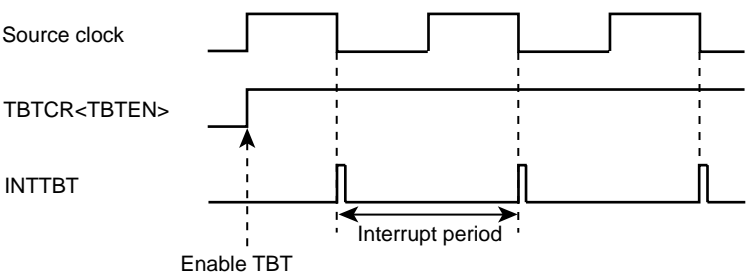 Source clock
TBTCR<TBTEN>
INTTBT
Interrupt period
Enable TBT